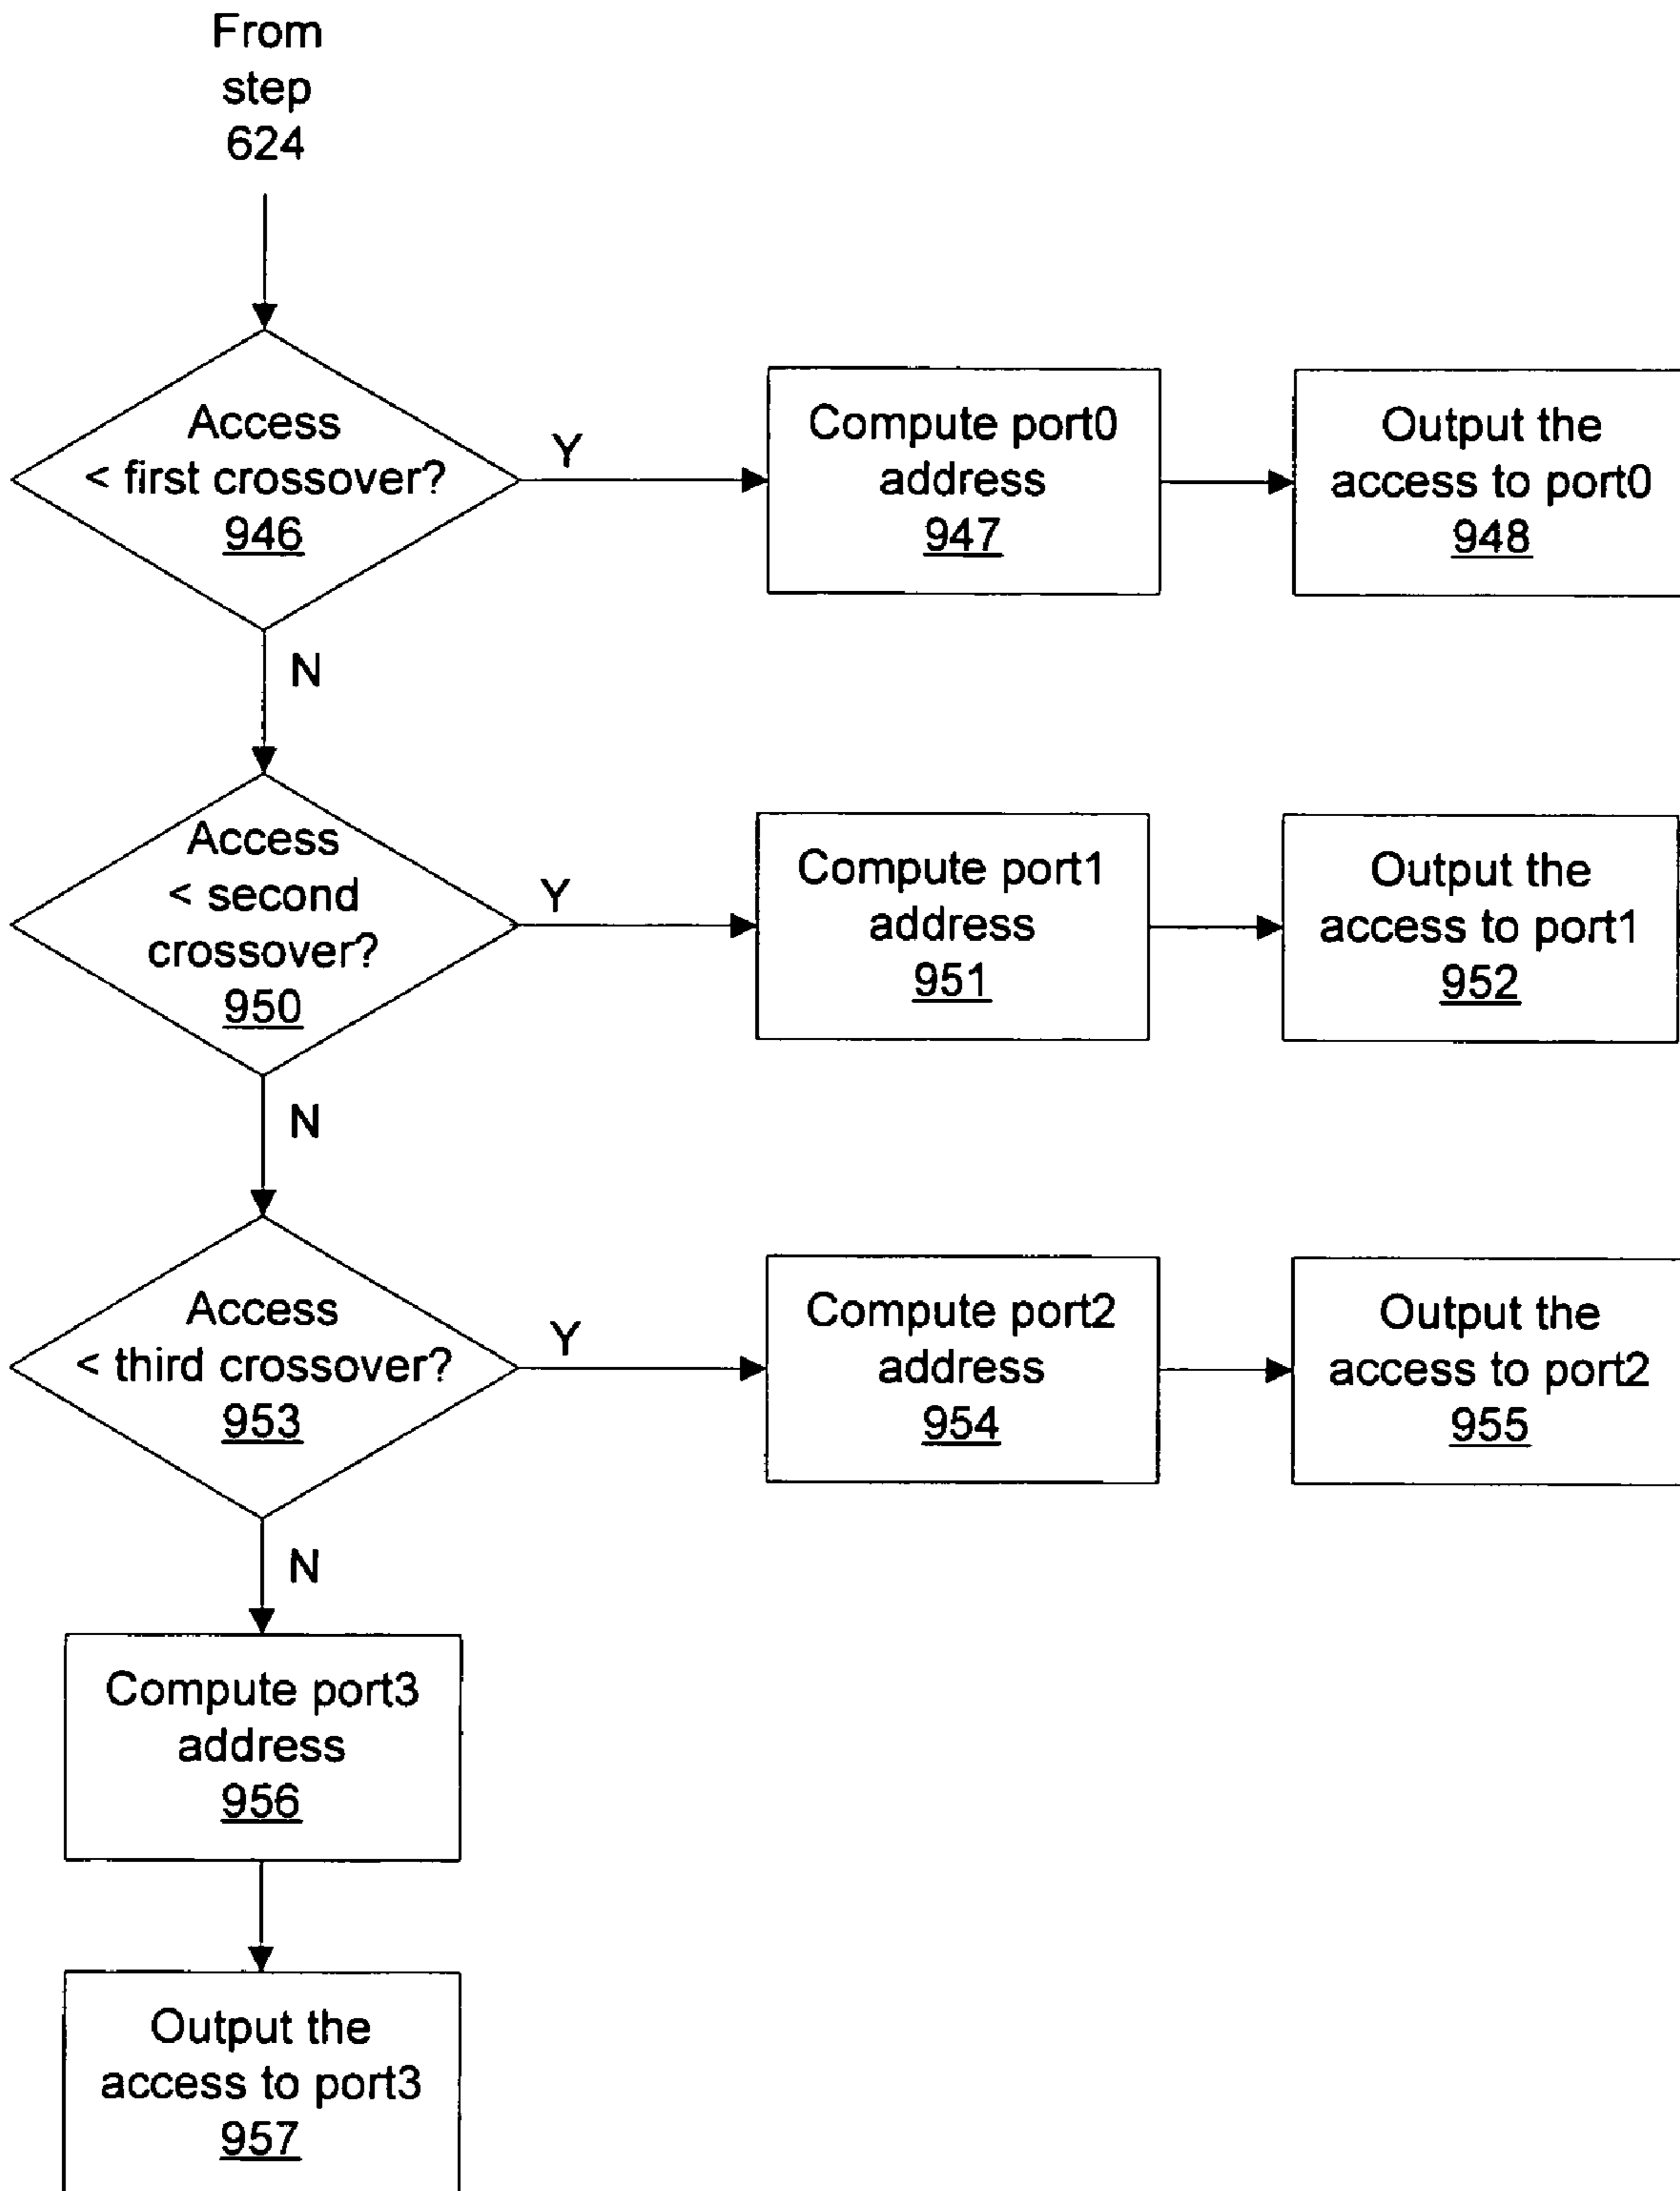 From
step
624
Access
< first crossover?
946
Y
Compute port0
address
947
Output the
access to port0
948
N
Access
< second
crossover?
950
Y
Compute port1
address
951
Output the
access to port1
952
N
Access
< third crossover?
953
Y
Compute port2
address
954
Output the
access to port2
955
N
Compute port3
address
956
Output the
access to port3
957